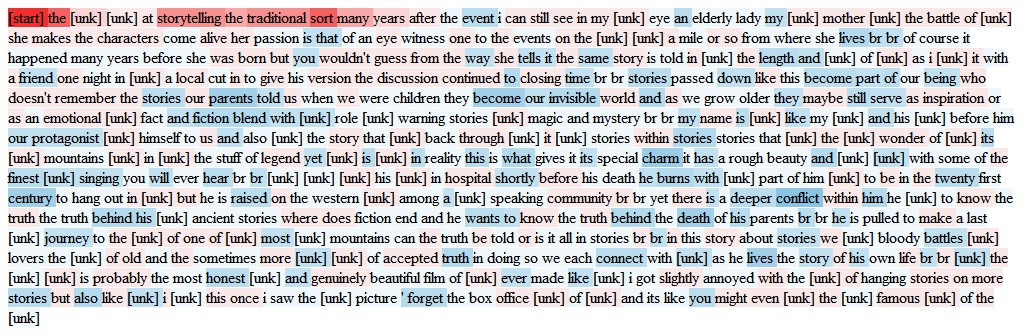 [start] the [unk] [unk] at storytelling the traditional sort many years after the event i can still see in my [unk] eye an elderly lady my [unk] mother [unk] the battle of [unk]
she makes the characters come alive her passion is that of an eye witness one to the events on the [unk] [unk] a mile or so from where she lives br br of course it
happened many years before she was born but you wouldn't guess from the way she tells it the same story is told in [unk] the length and [unk] of [unk] as i [unk] it with
a friend one night in [unk] a local cut in to give his version the discussion continued to closing time br br stories passed down like this become part of our being who
doesn't remember the stories our parents told us when we were children they become our invisible world and as we grow older they maybe still serve as inspiration or
as an emotional [unk] fact and fiction blend with [unk] role [unk] warning stories [unk] magic and mystery br br my name is [unk] like my [unk] and his [unk] before him
our protagonist [unk] himself to us and also [unk] the story that [unk] back through [unk] it [unk] stories within stories stories that [unk] the [unk] wonder of [unk] its
[unk] mountains [unk] in [unk] the stuff of legend yet [unk] is [unk] in reality this is what gives it its special charm it has a rough beauty and [unk] [unk] with some of the
finest [unk] singing you will ever hear br br [unk] [unk] [unk] his [unk] in hospital shortly before his death he burns with [unk] part of him [unk] to be in the twenty first
century to hang out in [unk] but he is raised on the western [unk] among a [unk] speaking community br br yet there is a deeper conflict within him he [unk] to know the
truth the truth behind his [unk] ancient stories where does fiction end and he wants to know the truth behind the death of his parents br br he is pulled to make a last
[unk] journey to the [unk] of one of [unk] most [unk] mountains can the truth be told or is it all in stories br br in this story about stories we [unk] bloody battles [unk]
lovers the [unk] of old and the sometimes more [unk] [unk] of accepted truth in doing so we each connect with [unk] as he lives the story of his own life br br [unk] the
[unk] [unk] is probably the most honest [unk] and genuinely beautiful film of [unk] ever made like [unk] i got slightly annoyed with the [unk] of hanging stories on more
stories but also like [unk] i [unk] this once i saw the [unk] picture ' forget the box office [unk] of [unk] and its like you might even [unk] the [unk] famous [unk] of the
[unk]